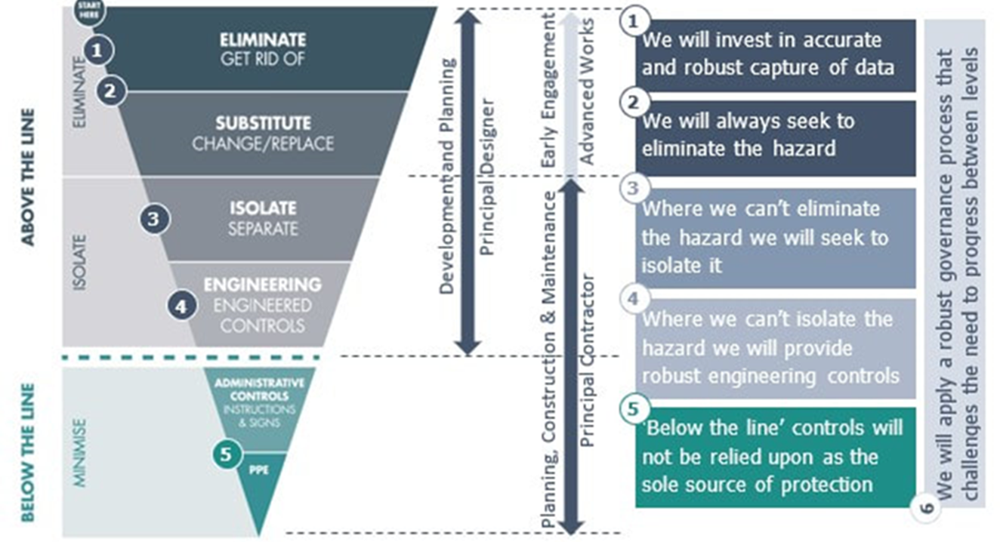 START
HERE
ABOVE THE LINE
ELIMINATE
1
2
ELIMINATE
GET RID OF
SUBSTITUTE
CHANGE/REPLACE
ISOLATE
3
4
ISOLATE
SEPARATE
ENGINEERING
ENGINEERED
CONTROLS
BELOW THE LINE
MINIMISE
5
ADMINISTRATIVE
CONTROLS
INSTRUCTIONS
& SIGNS
PPE
Development and Planning
Principal Designer
Early Engagement
Advanced Works
Planning, Construction & Maintenance
Principal Contractor
1
We will invest in accurate
and robust capture of data
2
We will always seek to
eliminate the hazard
3
Where we can't eliminate
the hazard we will seek to
isolate it
4
Where we can't isolate the
hazard we will provide
robust engineering controls
5
'Below the line' controls will
not be relied upon as the
sole source of protection
6
We will apply a robust governance process that
challenges the need to progress between levels